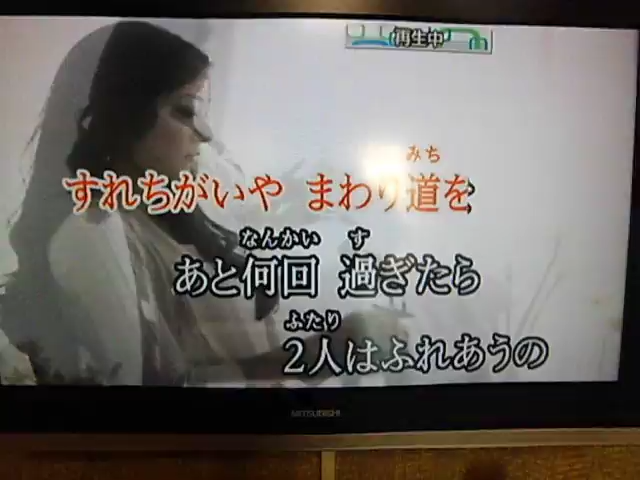 再生中
みち
すれちがいや まわり道を
なんかい す
あと何回 過ぎたら
ふたり
2人はふれあうの
MITSUBISHI